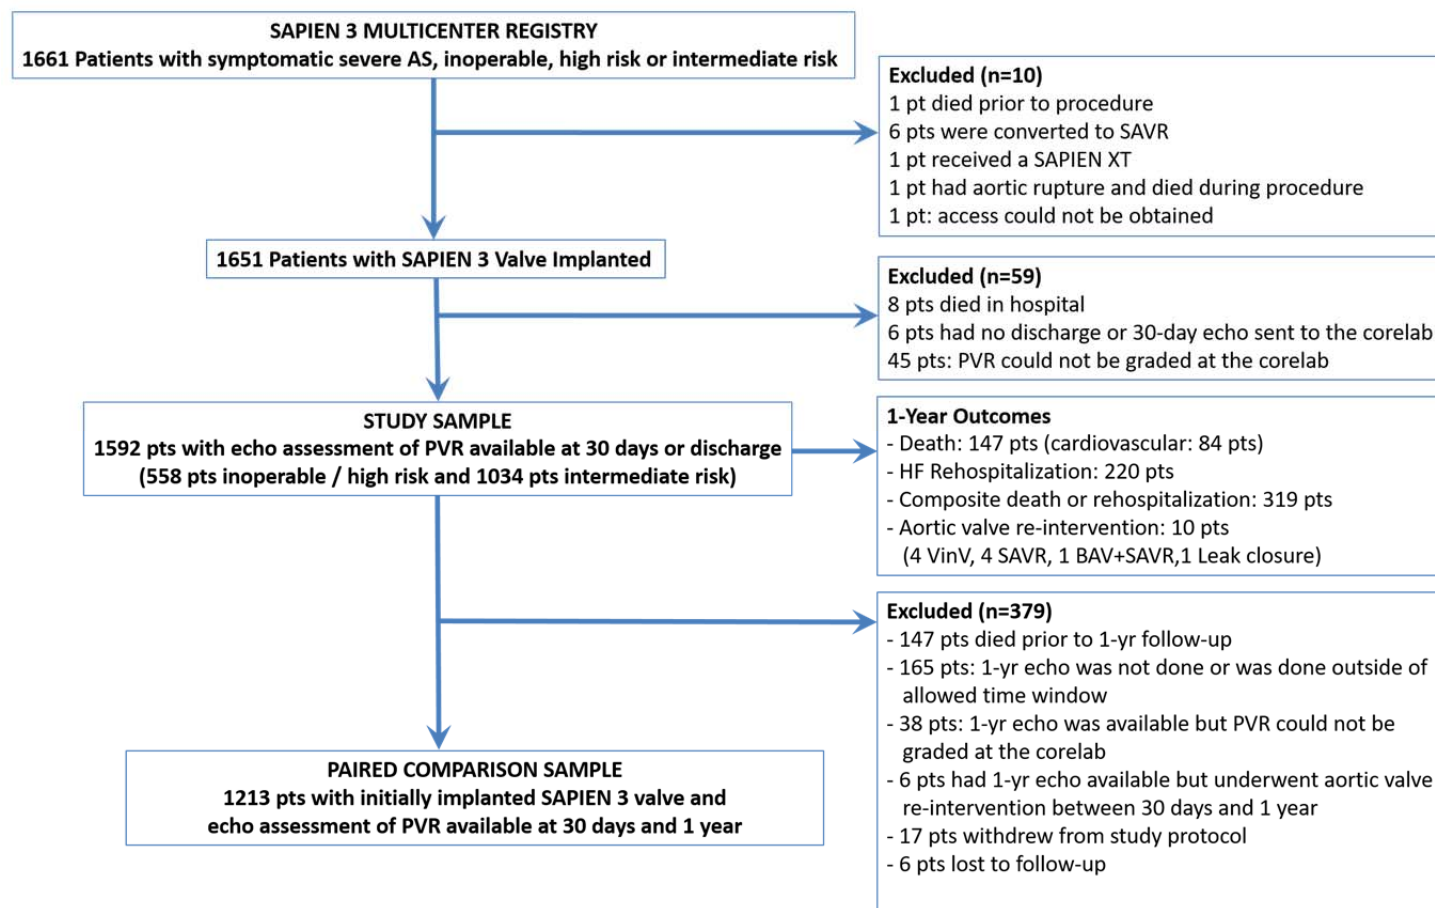 SAPIEN 3 MULTICENTER REGISTRY
1661 Patients with symptomatic severe AS, inoperable, high risk or intermediate risk
Excluded (n=10)
1 pt died prior to procedure
6 pts were converted to SAVR
1 pt received a SAPIEN XT
1 pt had aortic rupture and died during procedure
1 pt: access could not be obtained
1651 Patients with SAPIEN 3 Valve Implanted
Excluded (n=59)
8 pts died in hospital
6 pts had no discharge or 30-day echo sent to the corelab
45 pts: PVR could not be graded at the corelab
STUDY SAMPLE
1592 pts with echo assessment of PVR available at 30 days or discharge
(558 pts inoperable / high risk and 1034 pts intermediate risk)
1-Year Outcomes
- Death: 147 pts (cardiovascular: 84 pts)
- HF Rehospitalization: 220 pts
- Composite death or rehospitalization: 319 pts
- Aortic valve re-intervention: 10 pts
(4 VinV, 4 SAVR, 1 BAV+SAVR,1 Leak closure)
Excluded (n=379)
- 147 pts died prior to 1-yr follow-up
- 165 pts: 1-yr echo was not done or was done outside of
allowed time window
- 38 pts: 1-yr echo was available but PVR could not be
graded at the corelab
- 6 pts had 1-yr echo available but underwent aortic valve
re-intervention between 30 days and 1 year
- 17 pts withdrew from study protocol
- 6 pts lost to follow-up
PAIRED COMPARISON SAMPLE
1213 pts with initially implanted SAPIEN 3 valve and
echo assessment of PVR available at 30 days and 1 year